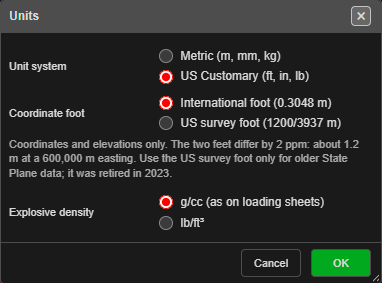 Units
Unit system
Metric (m, mm, kg)
US Customary (ft, in, lb)
Coordinate foot
International foot (0.3048 m)
US survey foot (1200/3937 m)
Coordinates and elevations only. The two feet differ by 2 ppm: about 1.2
m at a 600,000 m easting. Use the US survey foot only for older State
Plane data; it was retired in 2023.
Explosive density
g/cc (as on loading sheets)
lb/ft³
Cancel
OK